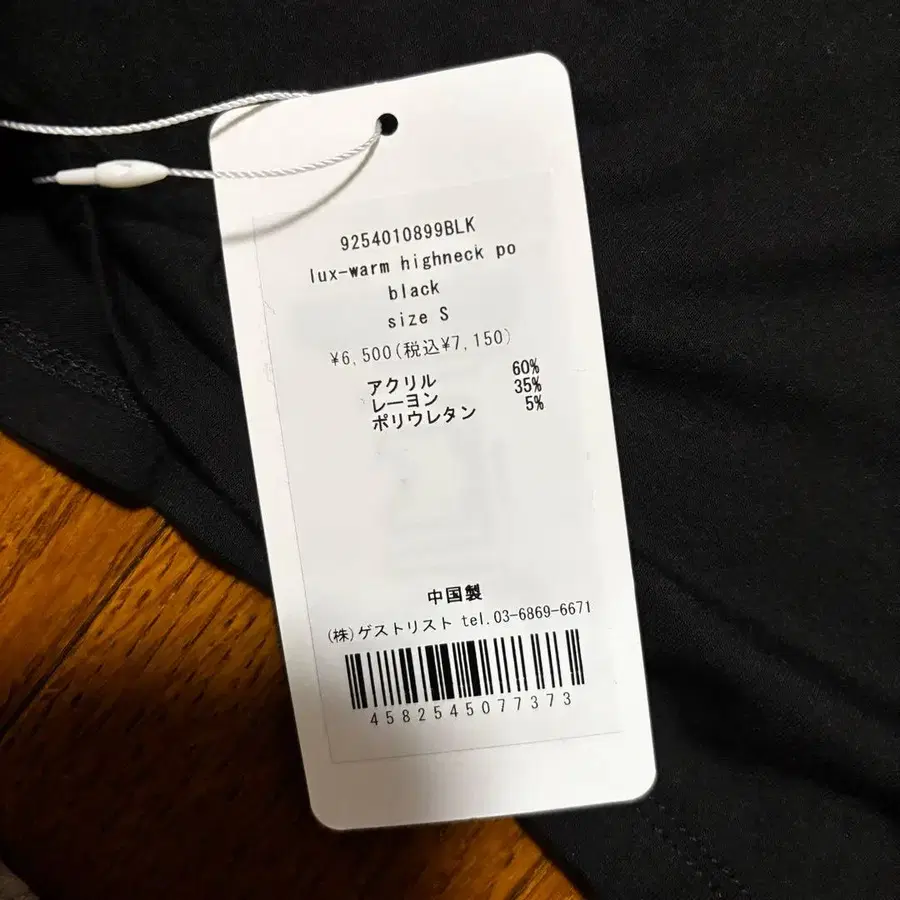 9254010899BLK
lux-warm highneck po
black
size S
¥6,500(税込¥7,150)
アクリル 60%
レーヨン 35%
ポリウレタン 5%
中国製
(株)ゲストリスト tel.03-6869-6671
4582545077373